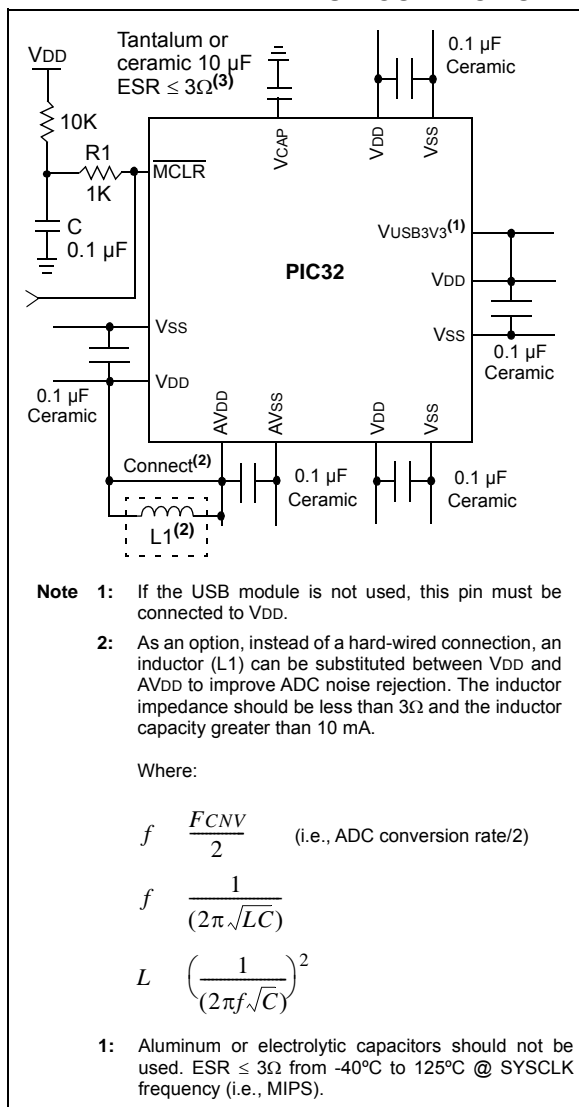 VDD
Tantalum or
ceramic 10 µF
ESR ≤ 3Ω(3)
0.1 µF
Ceramic
10K
R1
1K
MCLR
VCAP
VDD
VSS
C
0.1 µF
VUSB3V3(1)
PIC32
VDD
VSS
0.1 µF
Ceramic
VSS
VDD
0.1 µF
Ceramic
AVDD
AVSS
VDD
VSS
Connect(2)
0.1 µF
Ceramic
0.1 µF
Ceramic
L1(2)
Note 1: If the USB module is not used, this pin must be
connected to VDD.
2: As an option, instead of a hard-wired connection, an
inductor (L1) can be substituted between VDD and
AVDD to improve ADC noise rejection. The inductor
impedance should be less than 3Ω and the inductor
capacity greater than 10 mA.
Where:
f FCNV/2 (i.e., ADC conversion rate/2)
f 1/(2π√LC)
L (1/(2πf√C))²
1: Aluminum or electrolytic capacitors should not be
used. ESR ≤ 3Ω from -40ºC to 125ºC @ SYSCLK
frequency (i.e., MIPS).